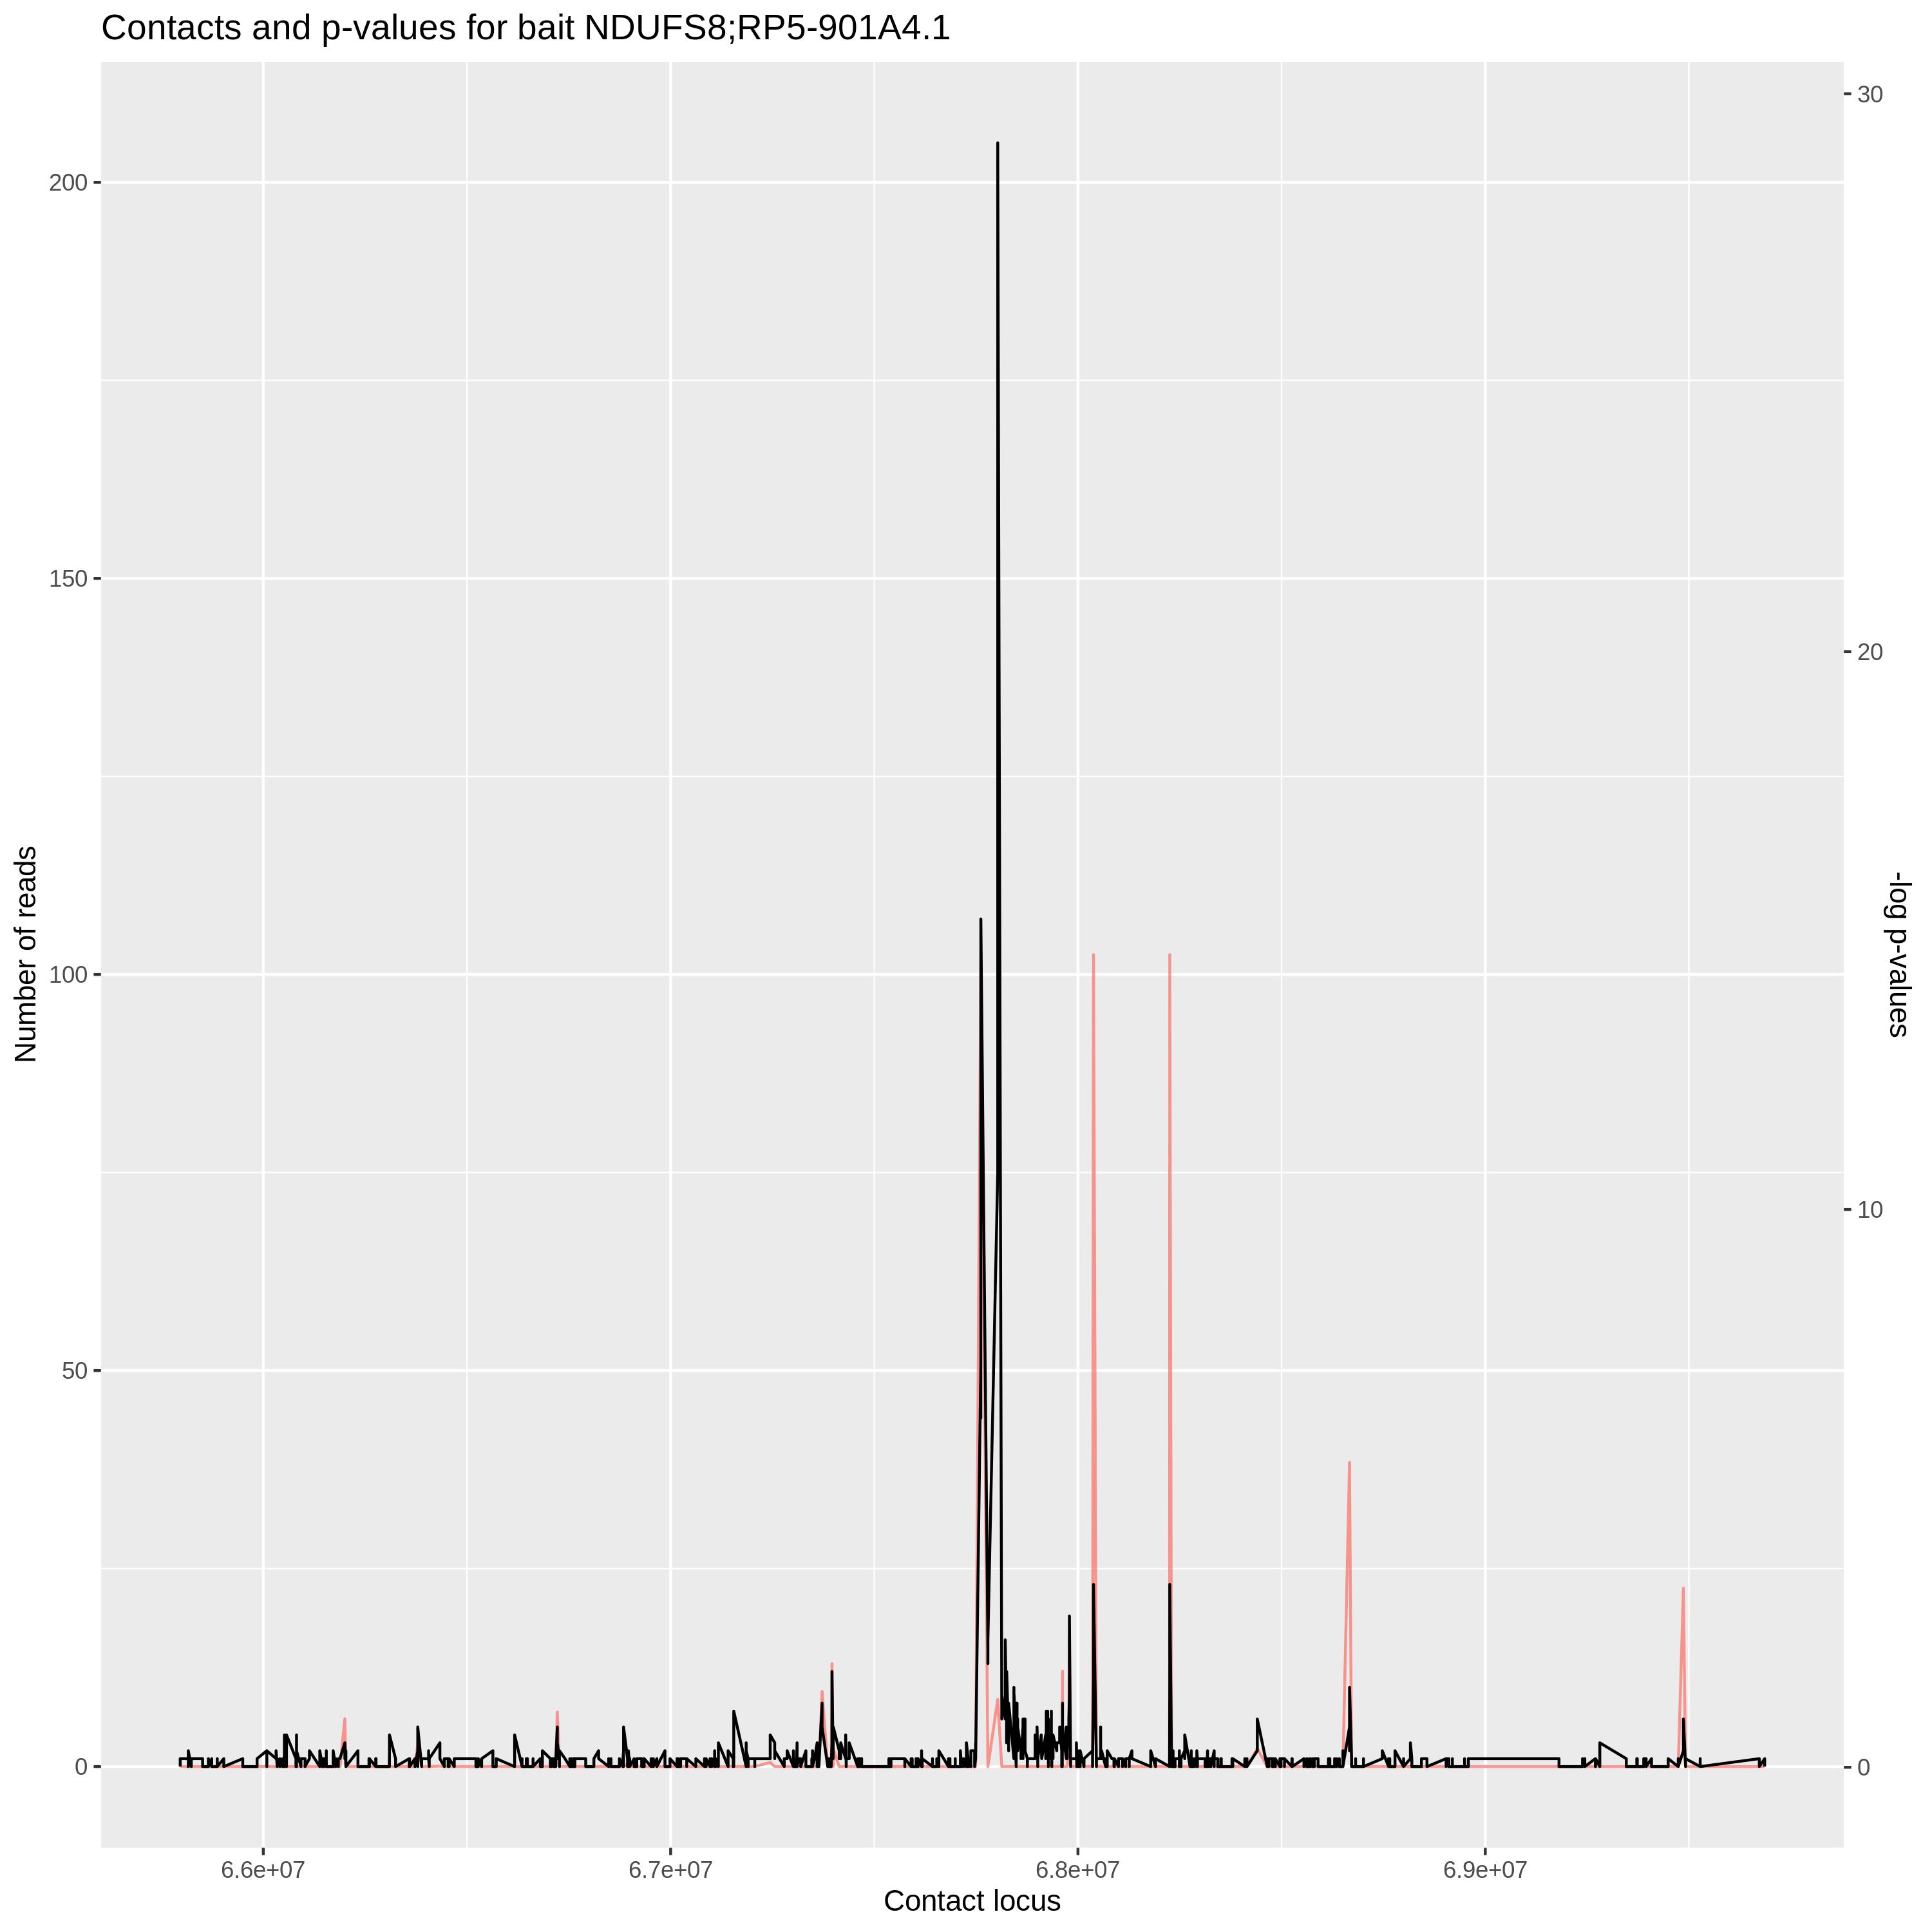 Contacts and p-values for bait NDUFS8;RP5-901A4.1
200
150
100
50
0
Number of reads
30
20
10
0
-log p-values
6.6e+07
6.7e+07
6.8e+07
6.9e+07
Contact locus